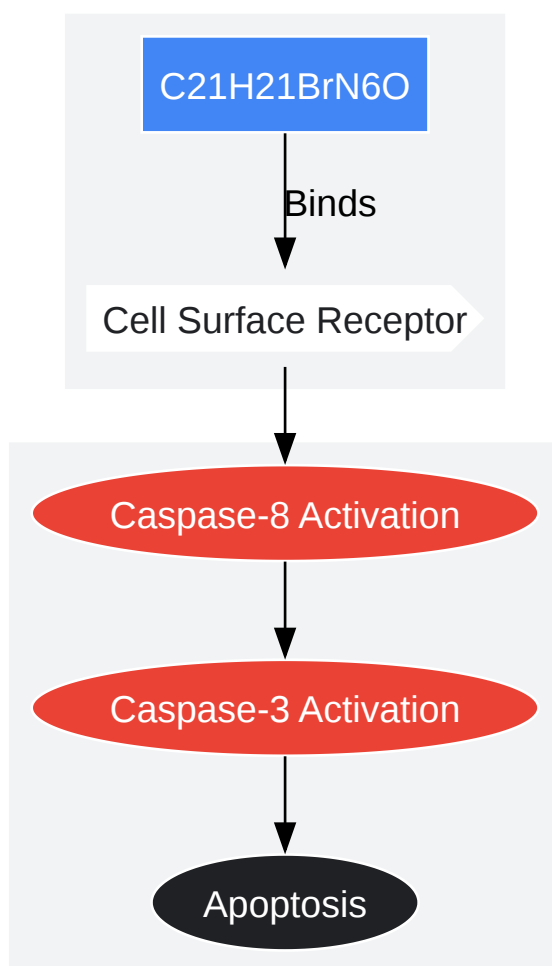 C21H21BrN6O
Binds
Cell Surface Receptor
Caspase-8 Activation
Caspase-3 Activation
Apoptosis